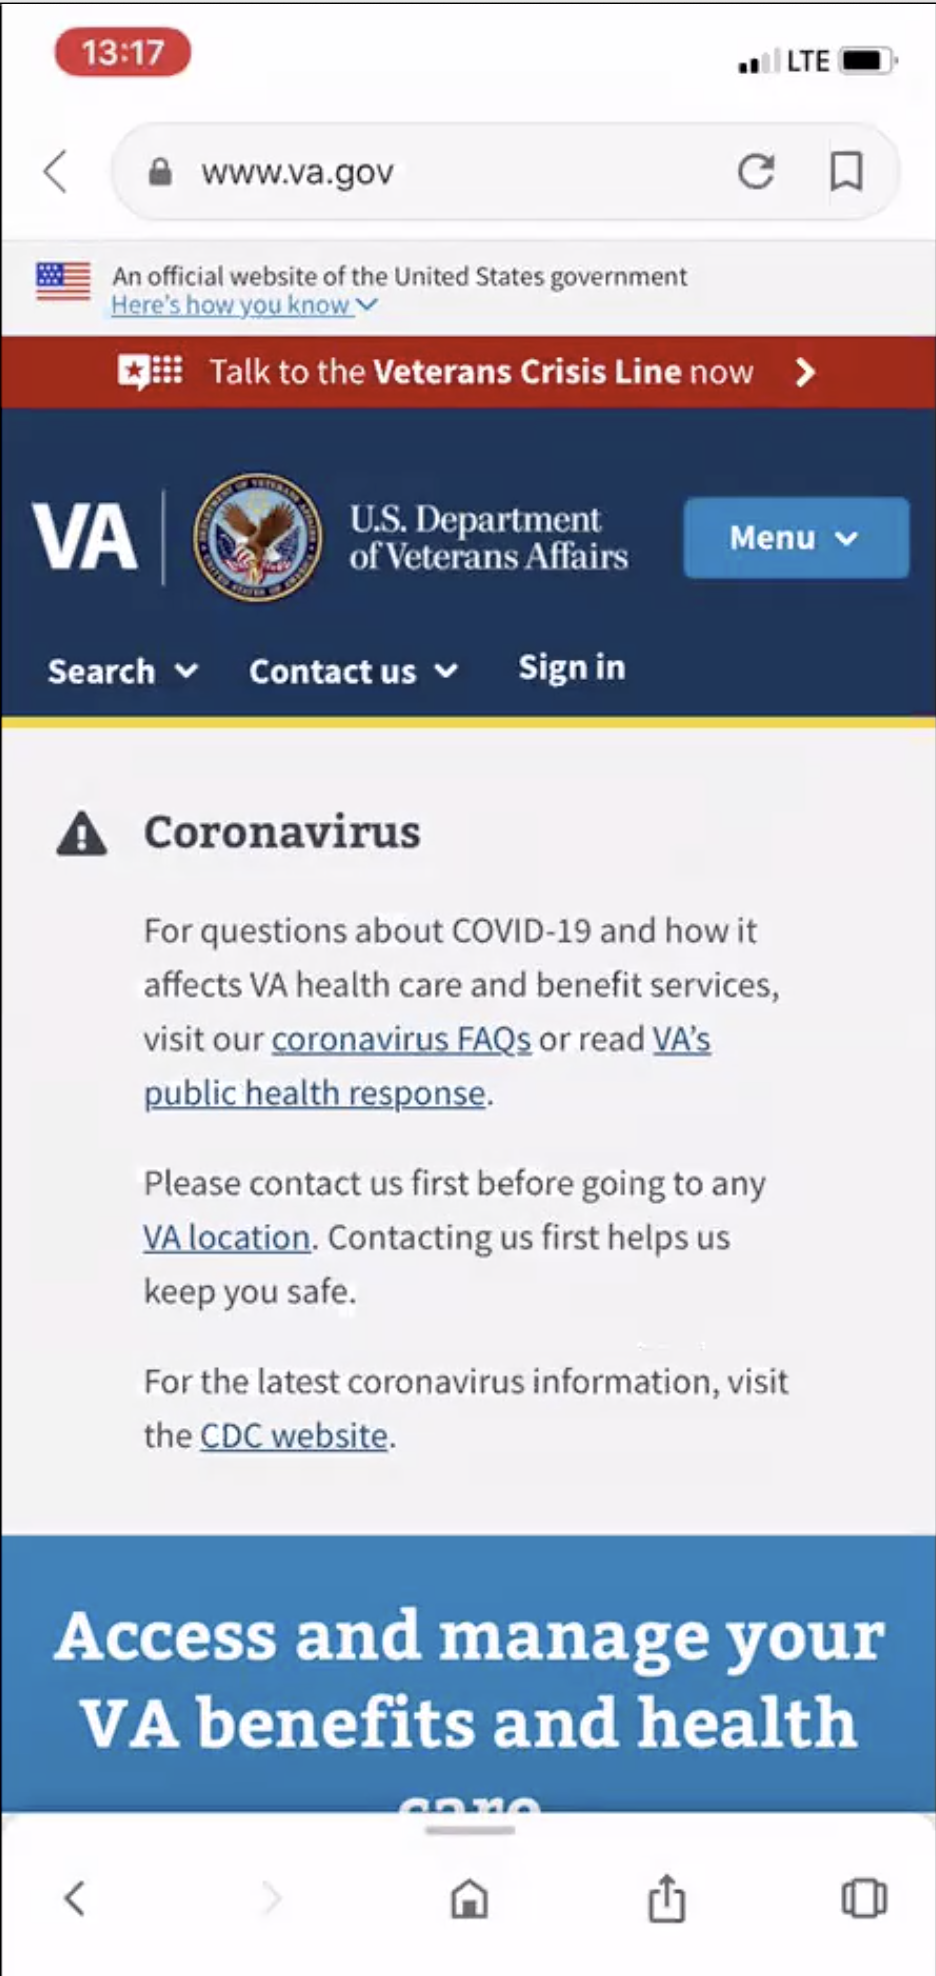 13:17
LTE
www.va.gov
An official website of the United States government
Here's how you know
Talk to the Veterans Crisis Line now
VA
U.S. Department
of Veterans Affairs
Menu
Search
Contact us
Sign in
Coronavirus
For questions about COVID-19 and how it
affects VA health care and benefit services,
visit our coronavirus FAQs or read VA's
public health response.
Please contact us first before going to any
VA location. Contacting us first helps us
keep you safe.
For the latest coronavirus information, visit
the CDC website.
Access and manage your
VA benefits and health
care